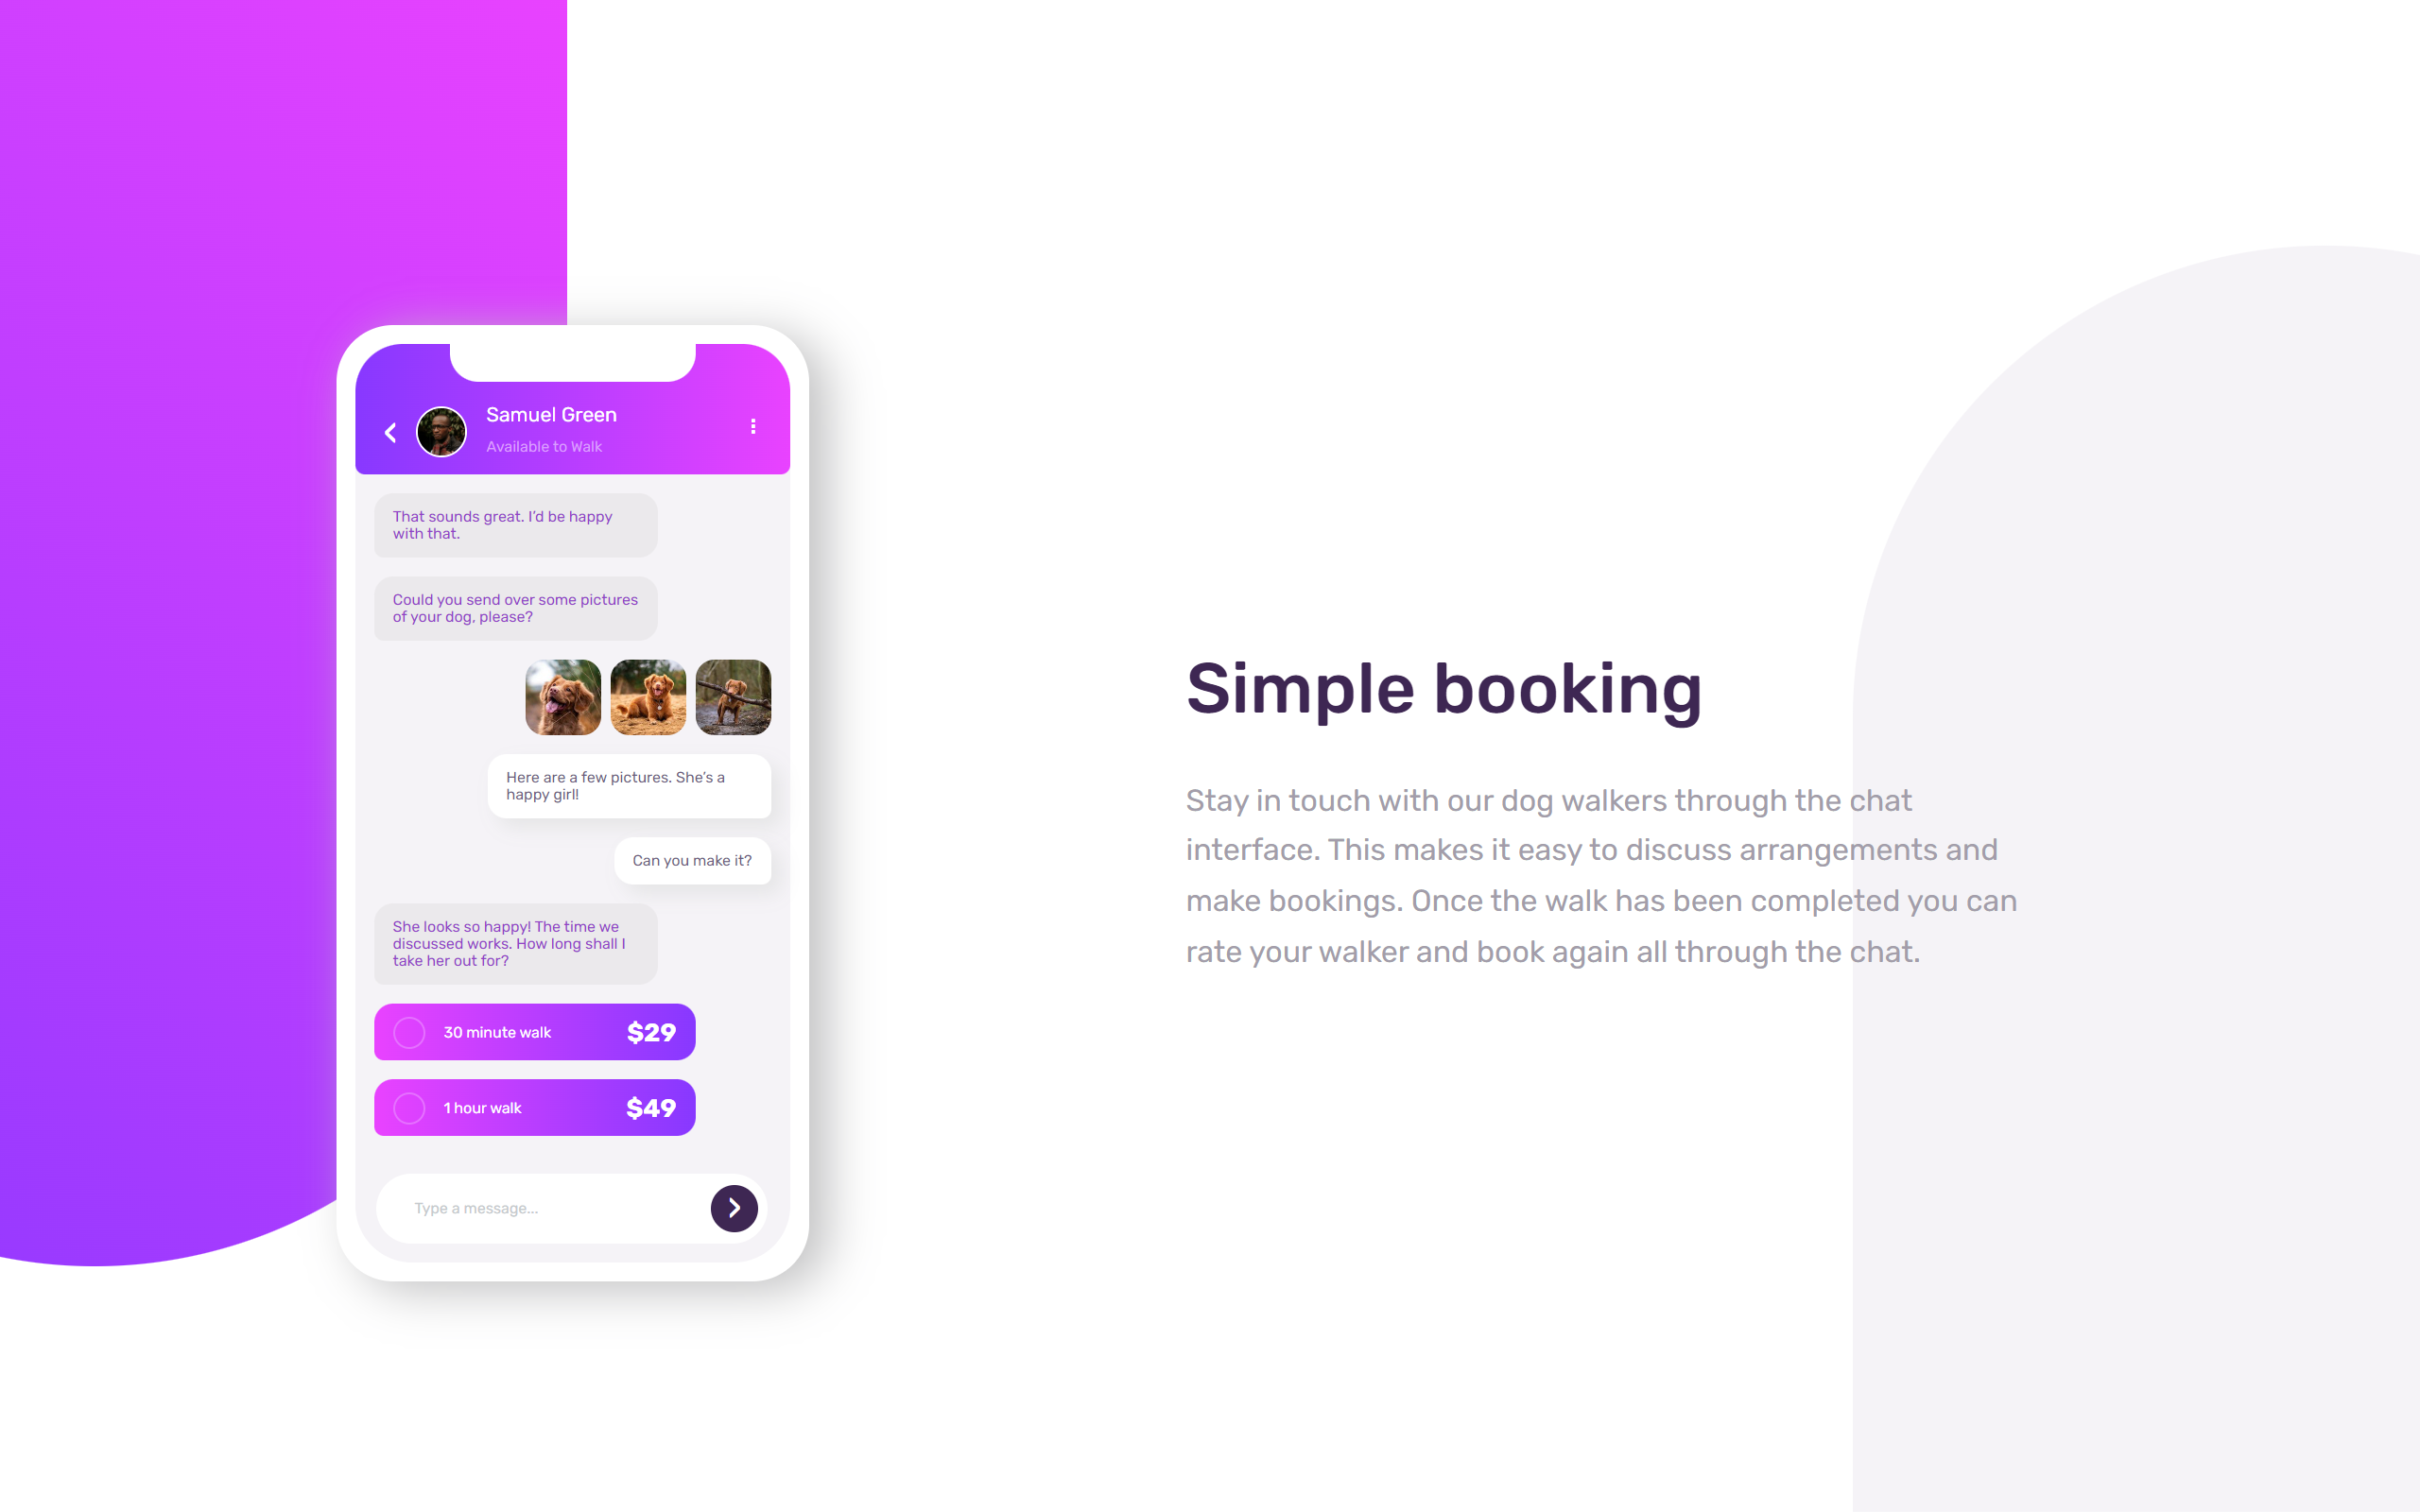 Samuel Green
Available to Walk
That sounds great. I’d be happy
with that.
Could you send over some pictures
of your dog, please?
Here are a few pictures. She’s a
happy girl!
Can you make it?
She looks so happy! The time we
discussed works. How long shall I
take her out for?
30 minute walk $29
1 hour walk $49
Type a message...
Simple booking
Stay in touch with our dog walkers through the chat
interface. This makes it easy to discuss arrangements and
make bookings. Once the walk has been completed you can
rate your walker and book again all through the chat.